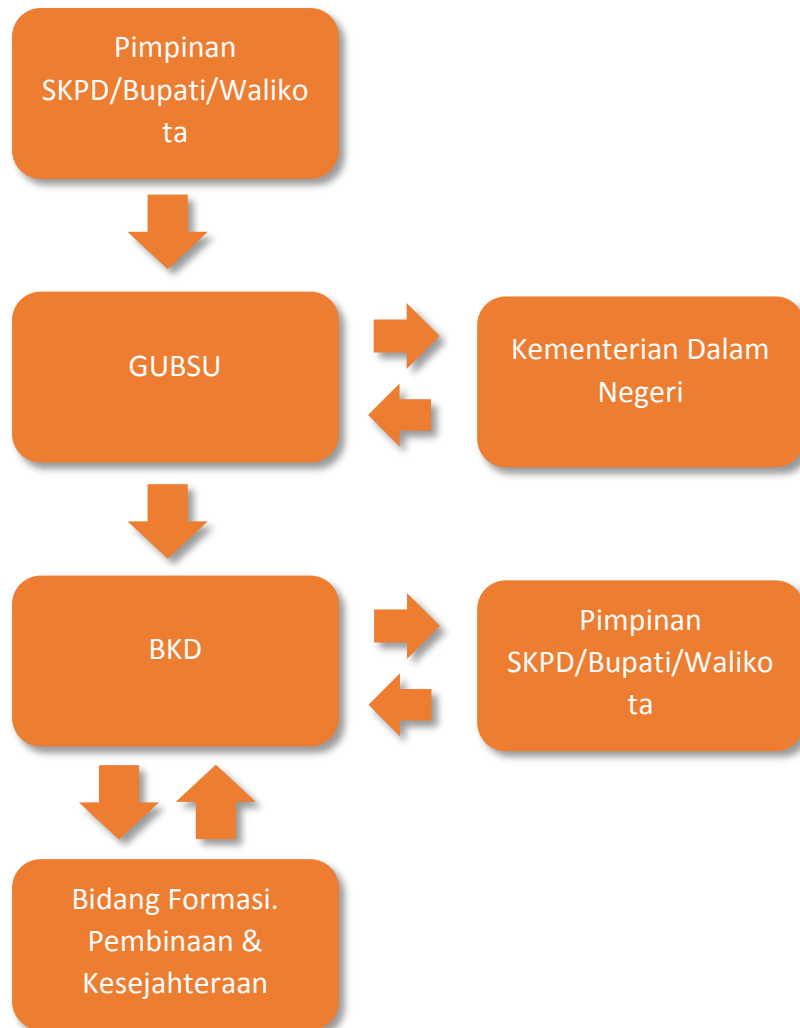 Pimpinan
SKPD/Bupati/Waliko
ta
GUBSU
Kementerian Dalam
Negeri
BKD
Pimpinan
SKPD/Bupati/Waliko
ta
Bidang Formasi.
Pembinaan &
Kesejahteraan